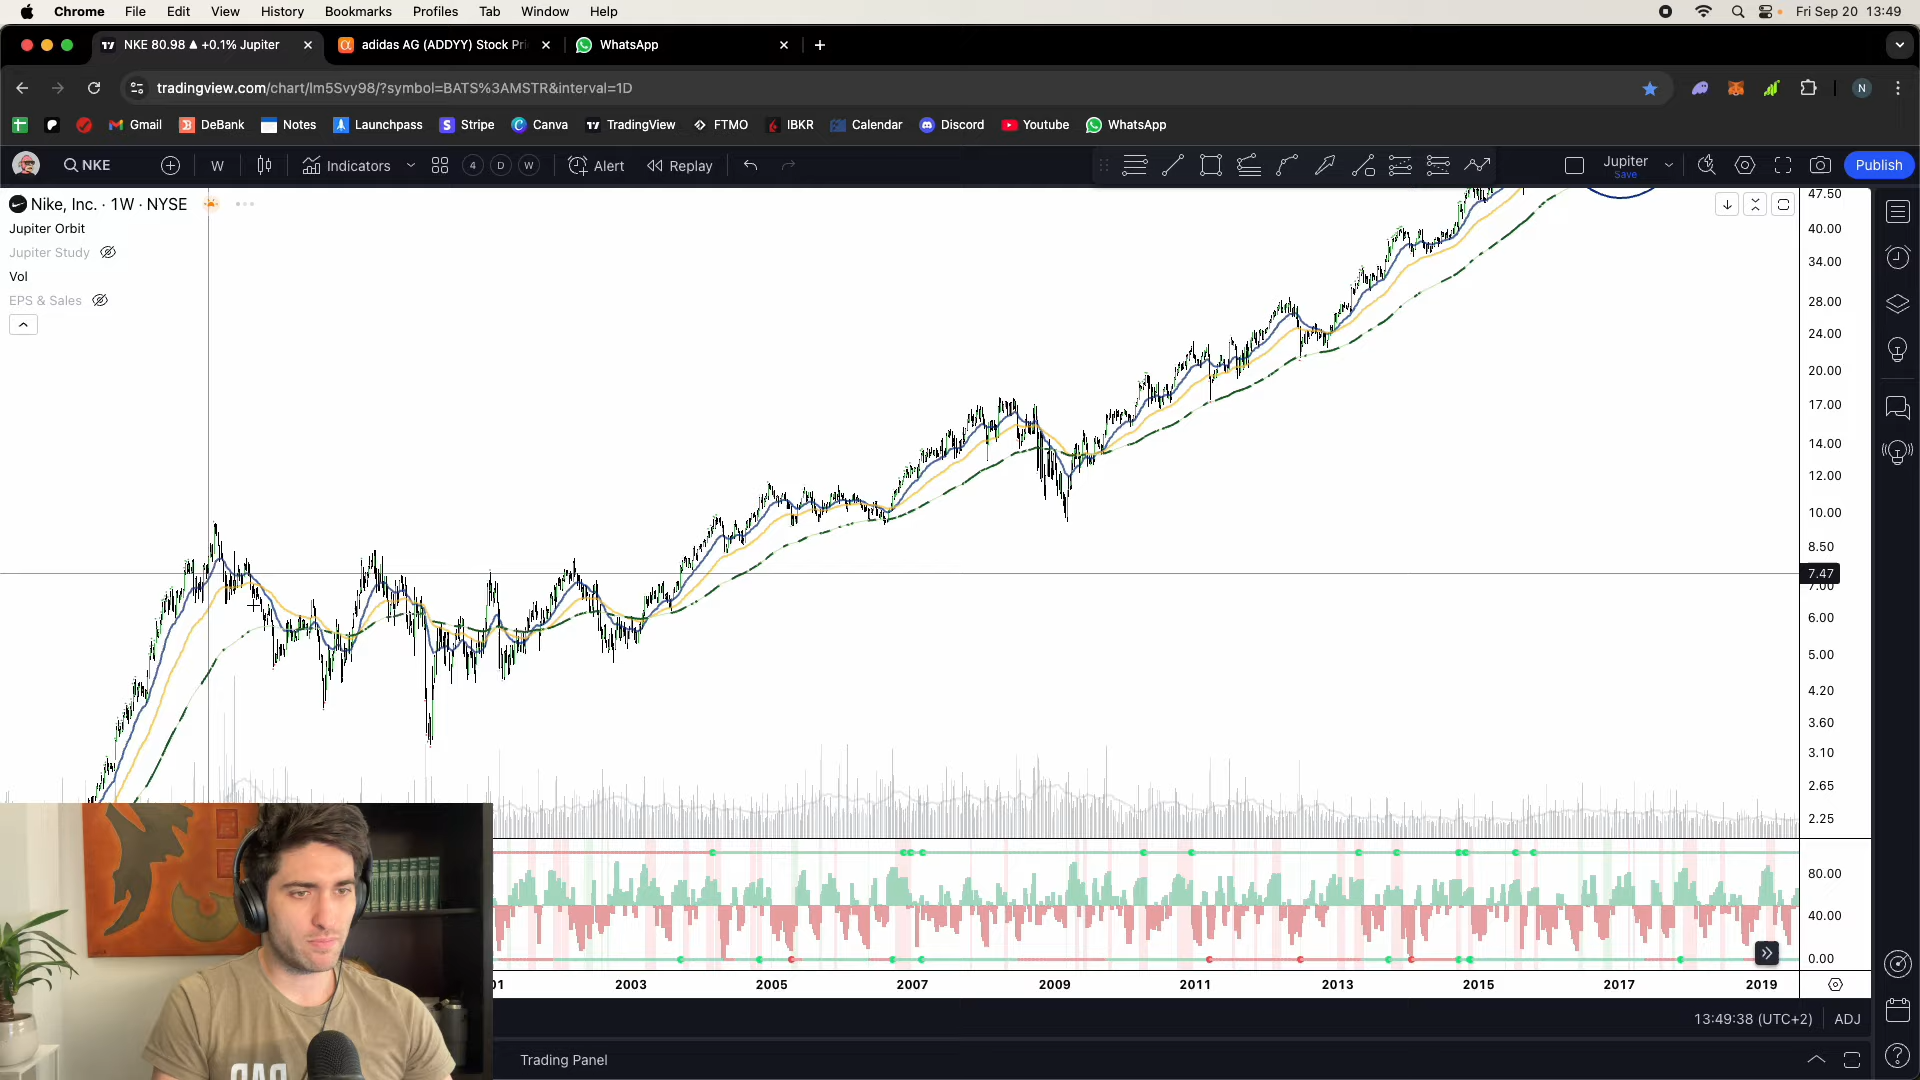 Chrome File Edit View History Bookmarks Profiles Tab Window Help
Fri Sep 20 13:49
NKE 80.98 ▲ +0.1% Jupiter
adidas AG (ADDYY) Stock Pri
WhatsApp
tradingview.com/chart/lm5Svy98/?symbol=BATS%3AMSTR&interval=1D
N
Gmail DeBank Notes Launchpass Stripe Canva TradingView FTMO IBKR Calendar Discord Youtube WhatsApp
NKE
W
Indicators
4 D W
Alert
Replay
Jupiter
Save
Publish
Nike, Inc. · 1W · NYSE
Jupiter Orbit
Jupiter Study
Vol
EPS & Sales
47.50
40.00
34.00
28.00
24.00
20.00
17.00
14.00
12.00
10.00
8.50
7.47
7.00
6.00
5.00
4.20
3.60
3.10
2.65
2.25
80.00
40.00
0.00
01 2003 2005 2007 2009 2011 2013 2015 2017 2019
13:49:38 (UTC+2) ADJ
Trading Panel